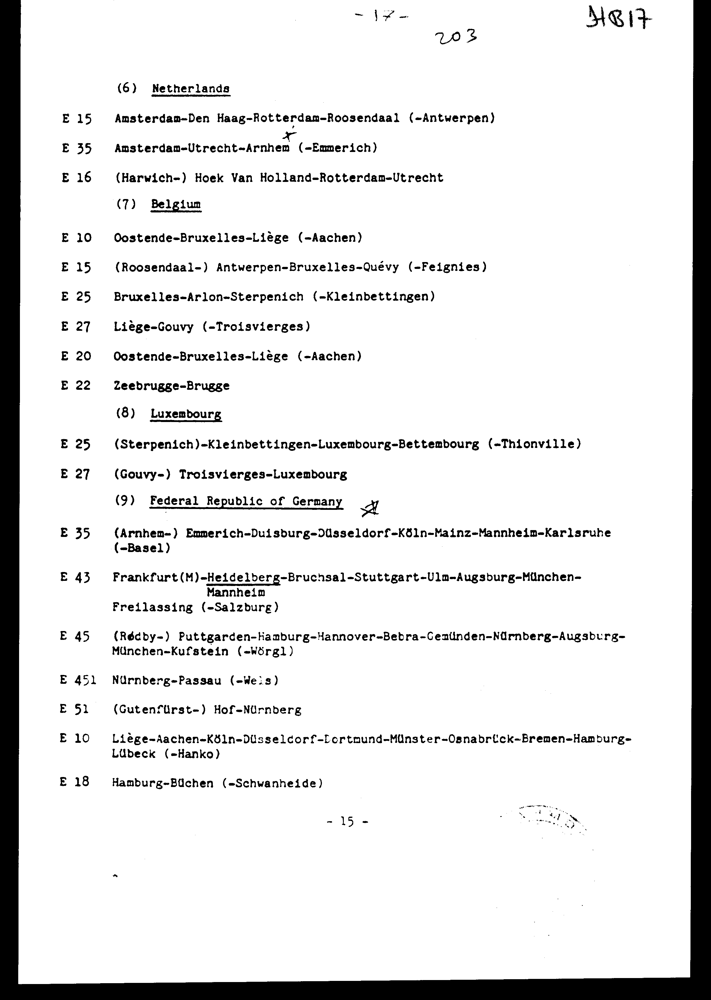 - 17 -
HB17
203
(6) Netherlands
E 15 Amsterdam-Den Haag-Rotterdam-Roosendaal (-Antwerpen)
E 35 Amsterdam-Utrecht-Arnhem (-Emmerich)
E 16 (Harwich-) Hoek Van Holland-Rotterdam-Utrecht
(7) Belgium
E 10 Oostende-Bruxelles-Liège (-Aachen)
E 15 (Roosendaal-) Antwerpen-Bruxelles-Quévy (-Feignies)
E 25 Bruxelles-Arlon-Sterpenich (-Kleinbettingen)
E 27 Liège-Gouvy (-Troisvierges)
E 20 Oostende-Bruxelles-Liège (-Aachen)
E 22 Zeebrugge-Brugge
(8) Luxembourg
E 25 (Sterpenich)-Kleinbettingen-Luxembourg-Bettembourg (-Thionville)
E 27 (Gouvy-) Troisvierges-Luxembourg
(9) Federal Republic of Germany
E 35 (Arnhem-) Emmerich-Duisburg-Düsseldorf-Köln-Mainz-Mannheim-Karlsruhe
(-Basel)
E 43 Frankfurt(M)-Heidelberg-Bruchsal-Stuttgart-Ulm-Augsburg-München-
Mannheim
Freilassing (-Salzburg)
E 45 (Rødby-) Puttgarden-Hamburg-Hannover-Bebra-Gemünden-Nürnberg-Augsburg-
München-Kufstein (-Wörgl)
E 451 Nürnberg-Passau (-Wels)
E 51 (Gutenfürst-) Hof-Nürnberg
E 10 Liège-Aachen-Köln-Düsseldorf-Dortmund-Münster-Osnabrück-Bremen-Hamburg-
Lübeck (-Hanko)
E 18 Hamburg-Büchen (-Schwanheide)
- 15 -